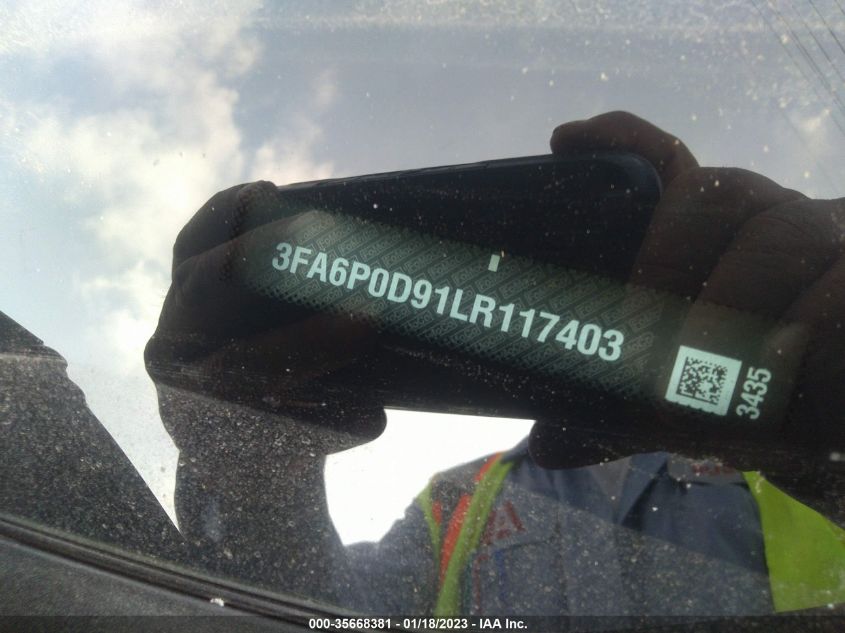 3FA6P0D91LR117403
3435
000-35668381 - 01/18/2023 - IAA Inc.